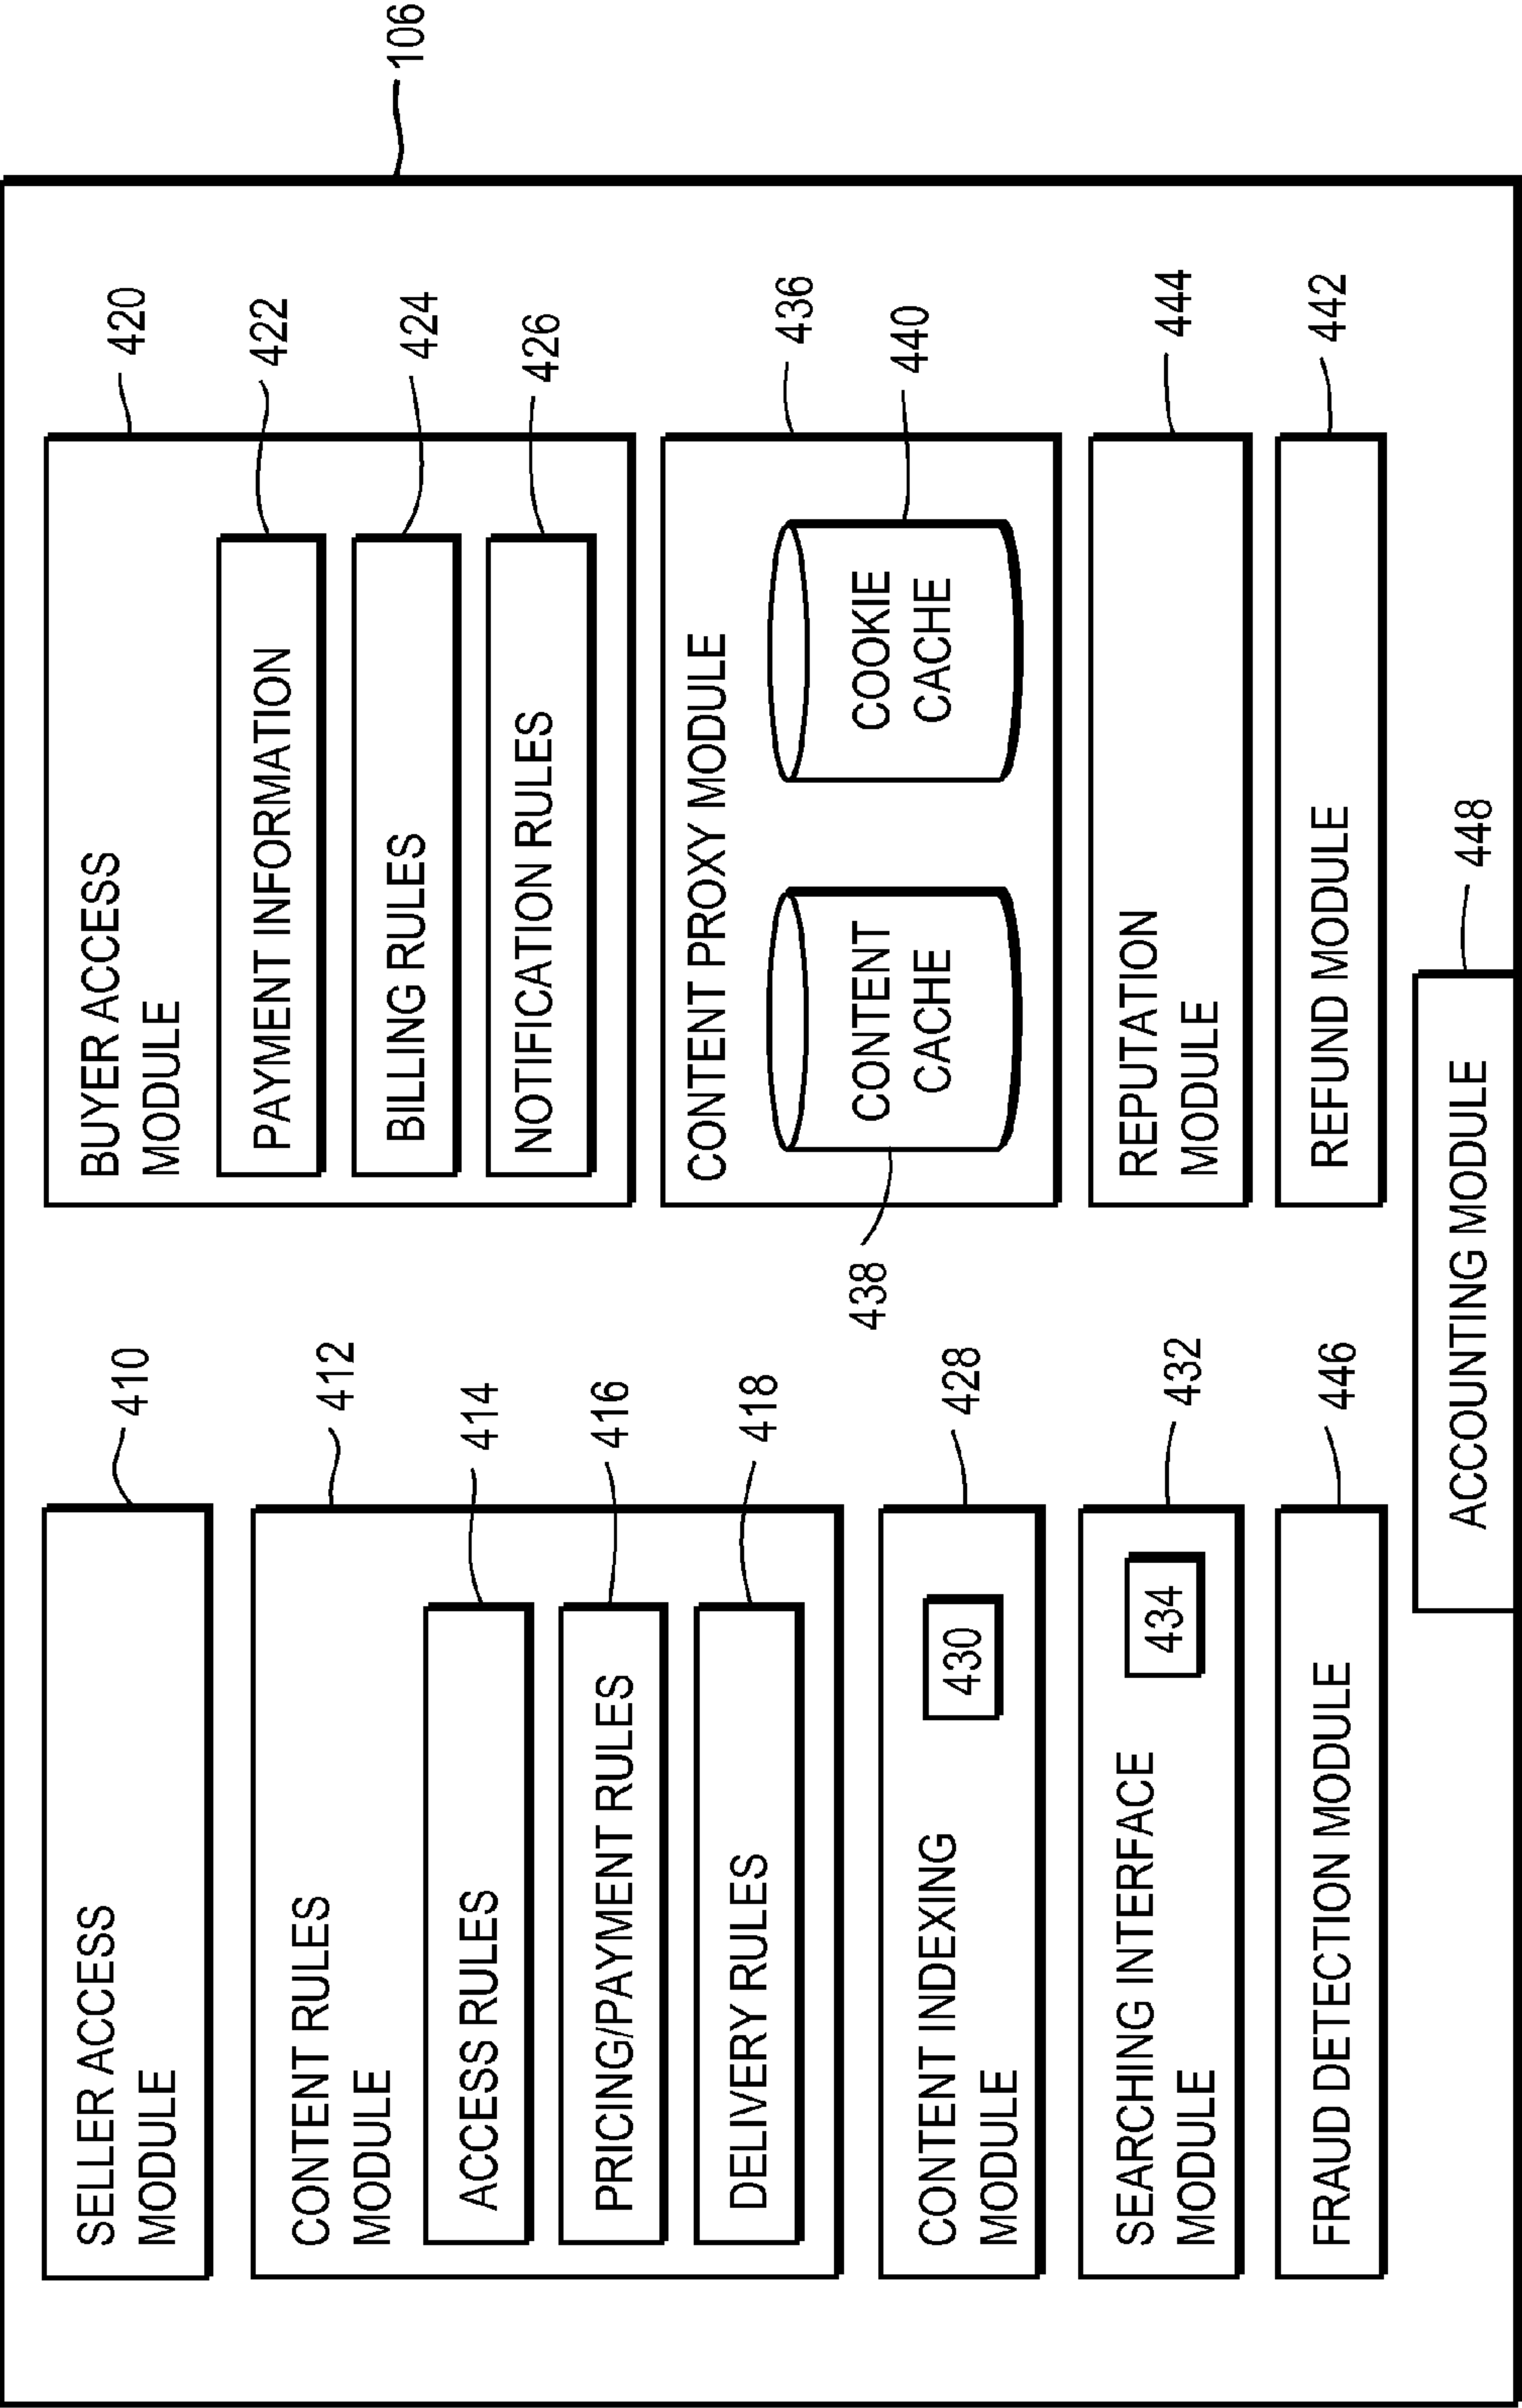 106
SELLER ACCESS
MODULE
410
CONTENT RULES
MODULE
412
ACCESS RULES
414
PRICING/PAYMENT RULES
416
DELIVERY RULES
418
CONTENT INDEXING
MODULE
430
428
SEARCHING INTERFACE
MODULE
434
432
FRAUD DETECTION MODULE
446
BUYER ACCESS
MODULE
420
PAYMENT INFORMATION
422
BILLING RULES
424
NOTIFICATION RULES
426
CONTENT PROXY MODULE
436
CONTENT
CACHE
438
COOKIE
CACHE
440
REPUTATION
MODULE
444
REFUND MODULE
442
ACCOUNTING MODULE
448